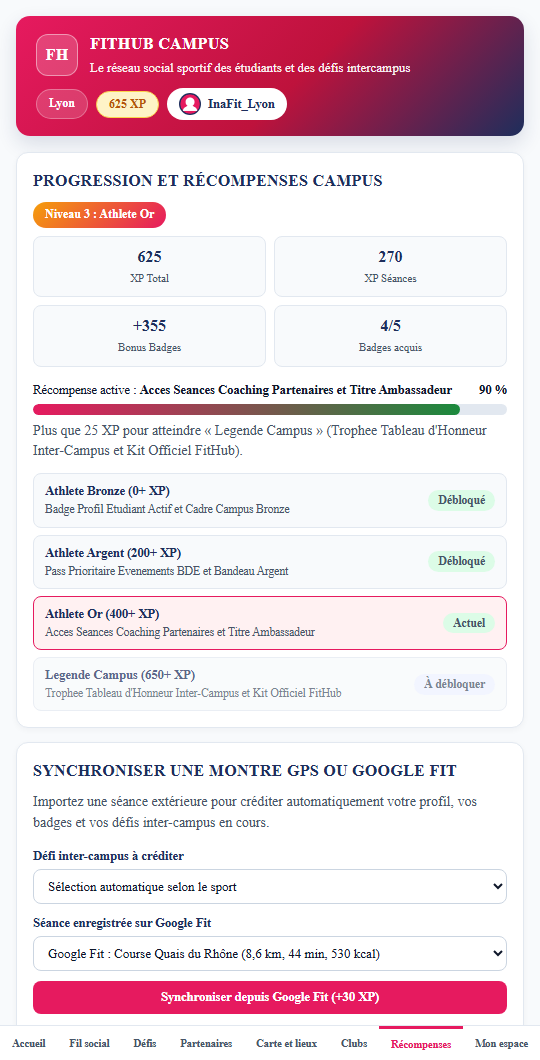 FH
FITHUB CAMPUS
Le réseau social sportif des étudiants et des défis intercampus
Lyon
625 XP
InaFit_Lyon
PROGRESSION ET RÉCOMPENSES CAMPUS
Niveau 3 : Athlete Or
625
XP Total
270
XP Séances
+355
Bonus Badges
4/5
Badges acquis
Récompense active : Acces Seances Coaching Partenaires et Titre Ambassadeur 90 %
Plus que 25 XP pour atteindre « Legende Campus » (Trophee Tableau d'Honneur
Inter-Campus et Kit Officiel FitHub).
Athlete Bronze (0+ XP)
Badge Profil Etudiant Actif et Cadre Campus Bronze
Débloqué
Athlete Argent (200+ XP)
Pass Prioritaire Evenements BDE et Bandeau Argent
Débloqué
Athlete Or (400+ XP)
Acces Seances Coaching Partenaires et Titre Ambassadeur
Actuel
Legende Campus (650+ XP)
Trophee Tableau d'Honneur Inter-Campus et Kit Officiel FitHub
À débloquer
SYNCHRONISER UNE MONTRE GPS OU GOOGLE FIT
Importez une séance extérieure pour créditer automatiquement votre profil, vos
badges et vos défis inter-campus en cours.
Défi inter-campus à créditer
Sélection automatique selon le sport
Séance enregistrée sur Google Fit
Google Fit : Course Quais du Rhône (8,6 km, 44 min, 530 kcal)
Synchroniser depuis Google Fit (+30 XP)
Accueil
Fil social
Défis
Partenaires
Carte et lieux
Clubs
Récompenses
Mon espace